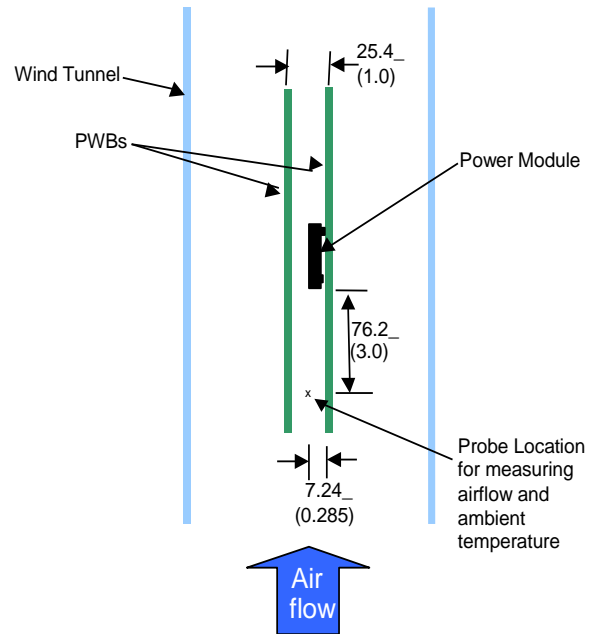 25.4_
(1.0)
Wind Tunnel
PWBs
Power Module
76.2_
(3.0)
x
Probe Location
for measuring
airflow and
ambient
temperature
7.24_
(0.285)
Air
flow